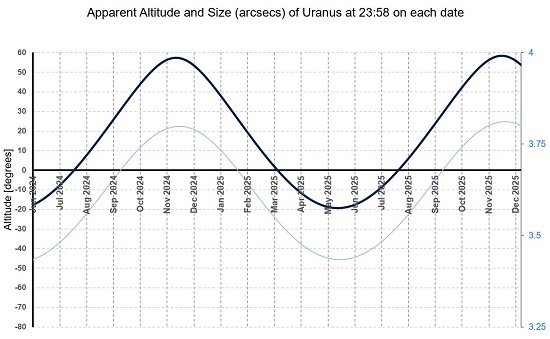 Apparent Altitude and Size (arcsecs) of Uranus at 23:58 on each date
Altitude [degrees]
60
50
40
30
20
10
0
-10
-20
-30
-40
-50
-60
-70
-80
Jun 2024
Jul 2024
Aug 2024
Sep 2024
Oct 2024
Nov 2024
Dec 2024
Jan 2025
Feb 2025
Mar 2025
Apr 2025
May 2025
Jun 2025
Jul 2025
Aug 2025
Sep 2025
Oct 2025
Nov 2025
Dec 2025
4
3.75
3.5
3.25